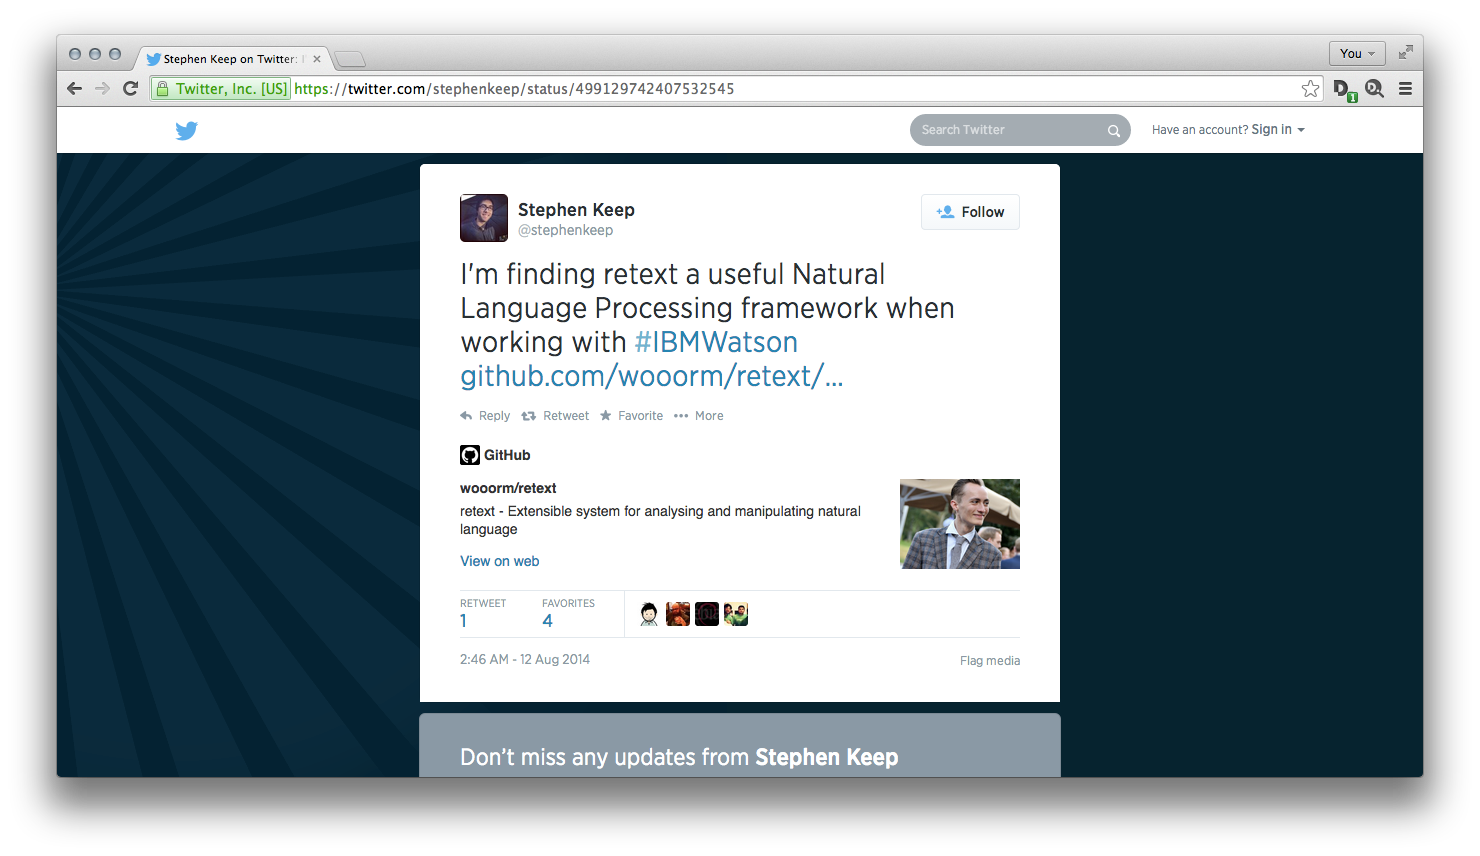 Stephen Keep on Twitter: I
You
Twitter, Inc. [US] https://twitter.com/stephenkeep/status/499129742407532545
D 1
Search Twitter
Have an account? Sign in
Stephen Keep
@stephenkeep
Follow
I'm finding retext a useful Natural
Language Processing framework when
working with #IBMWatson
github.com/wooorm/retext/…
Reply Retweet Favorite More
GitHub
wooorm/retext
retext - Extensible system for analysing and manipulating natural
language
View on web
RETWEET FAVORITES
1 4
2:46 AM - 12 Aug 2014
Flag media
Don’t miss any updates from Stephen Keep